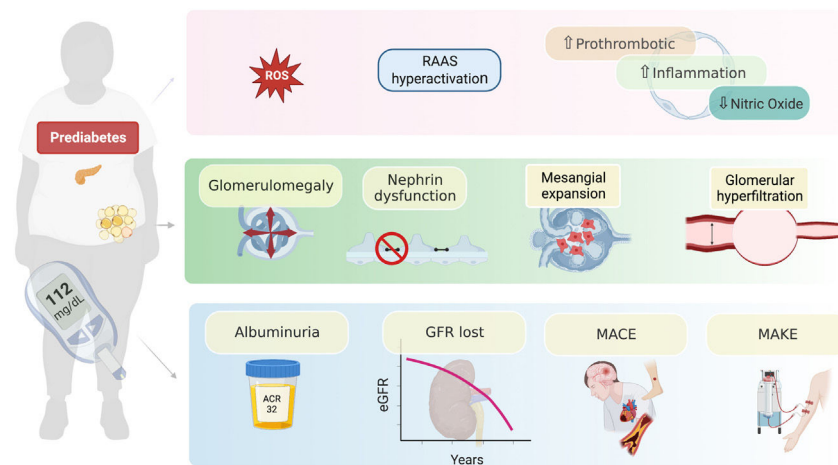 Prediabetes
112
mg/dL
ROS
RAAS
hyperactivation
⇧ Prothrombotic
⇧ Inflammation
⇩ Nitric Oxide
Glomerulomegaly
Nephrin
dysfunction
Mesangial
expansion
Glomerular
hyperfiltration
Albuminuria
ACR
32
GFR lost
eGFR
Years
MACE
MAKE